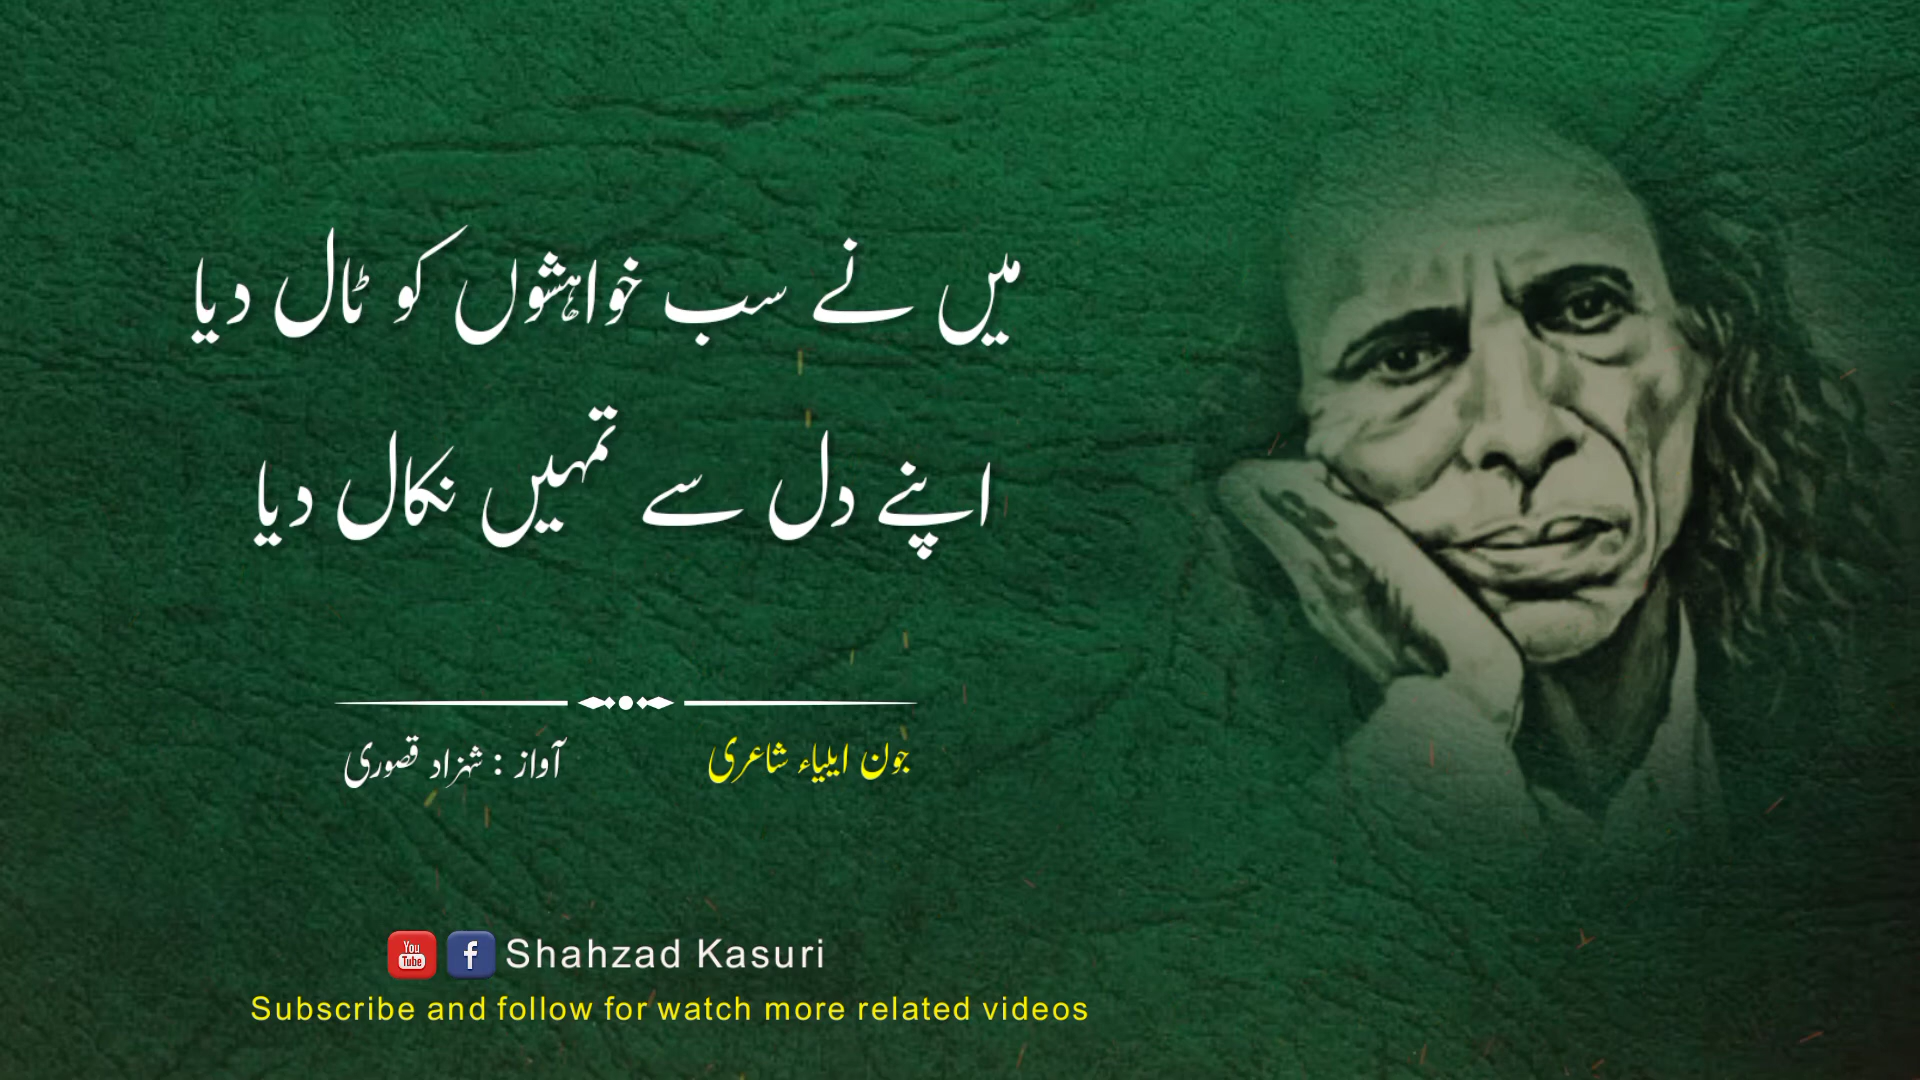 میں نے سب خواہشوں کو ٹال دیا
اپنے دل سے تمہیں نکال دیا
جون ایلیاء شاعری
آواز : شہزاد قصوری
You Tube f Shahzad Kasuri
Subscribe and follow for watch more related videos